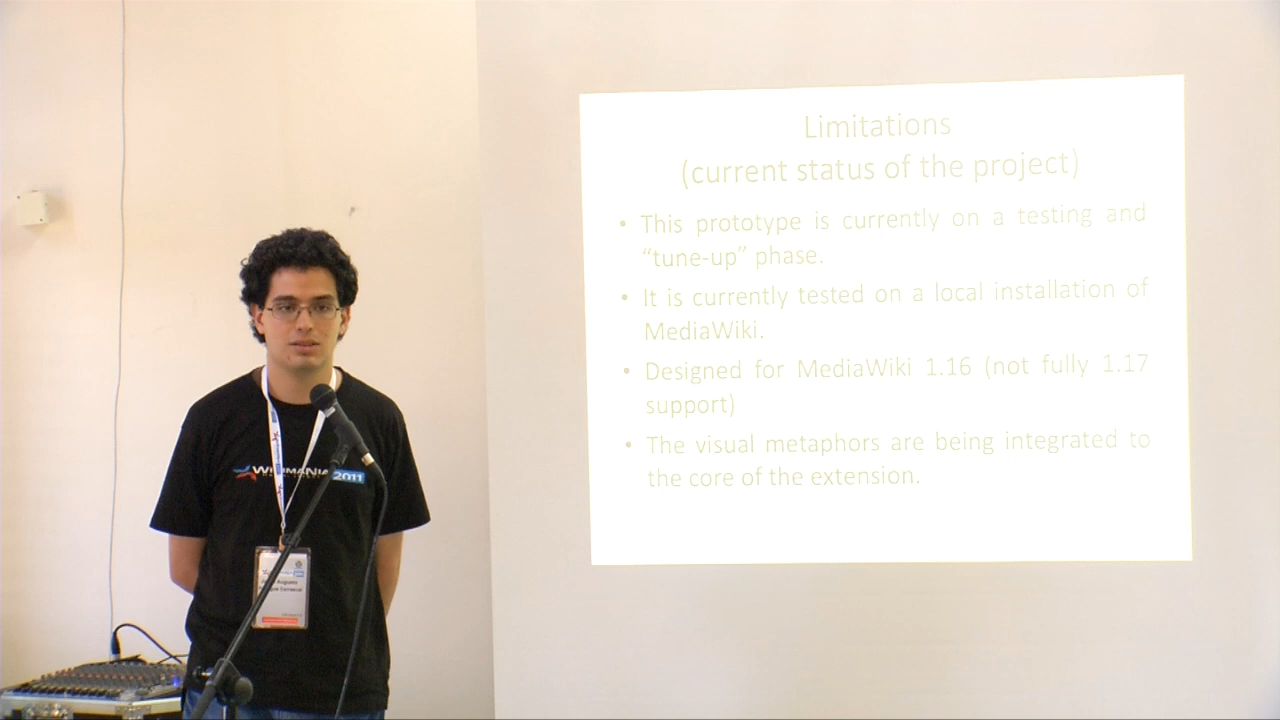 Limitations
(current status of the project)
• This prototype is currently on a testing and
“tune-up” phase.
• It is currently tested on a local installation of
MediaWiki.
• Designed for MediaWiki 1.16 (not fully 1.17
support)
• The visual metaphors are being integrated to
the core of the extension.
WIKIMANIA 2011
Augusto